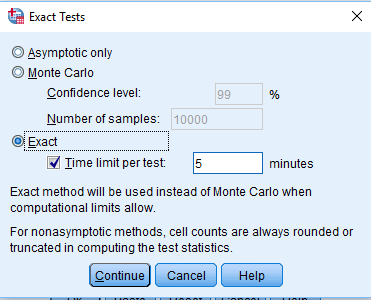 Exact Tests
Asymptotic only
Monte Carlo
Confidence level: 99 %
Number of samples: 10000
Exact
Time limit per test: 5 minutes
Exact method will be used instead of Monte Carlo when
computational limits allow.
For nonasymptotic methods, cell counts are always rounded or
truncated in computing the test statistics.
Continue Cancel Help